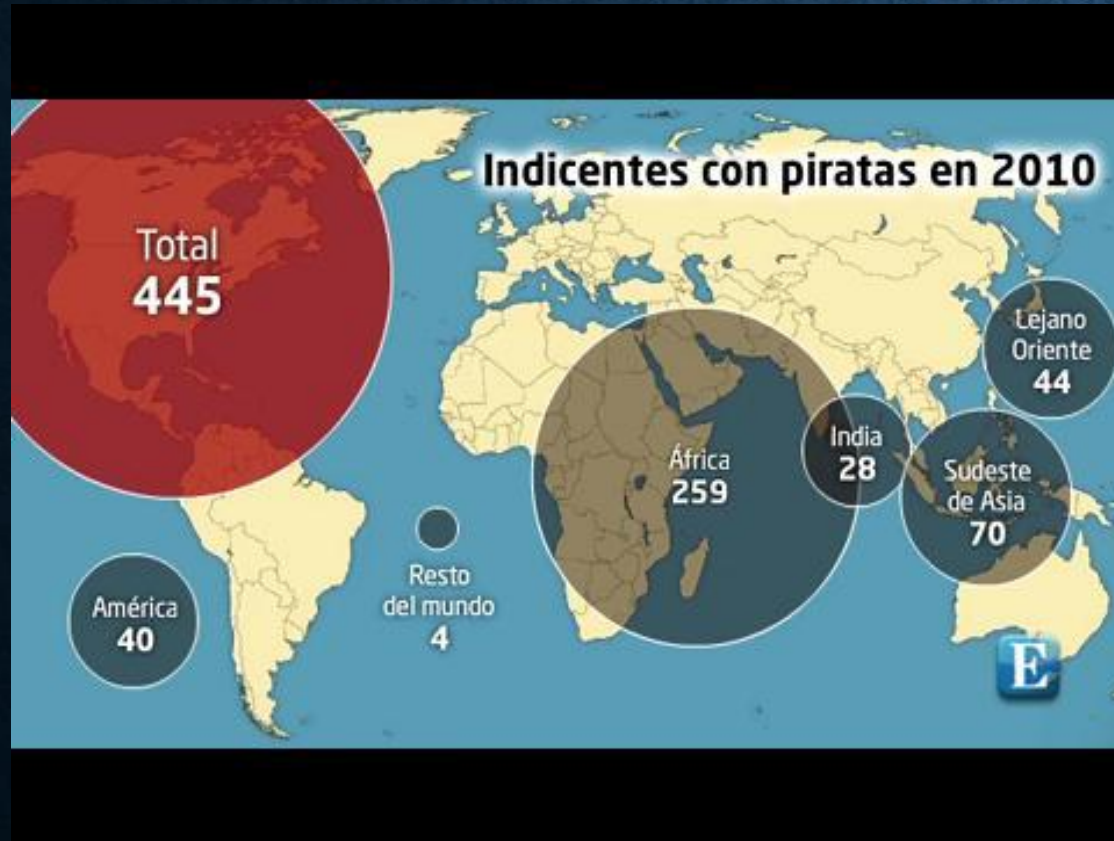 Indicentes con piratas en 2010
Total
445
Lejano
Oriente
44
África
259
India
28
Sudeste
de Asia
70
Resto
del mundo
4
América
40
E